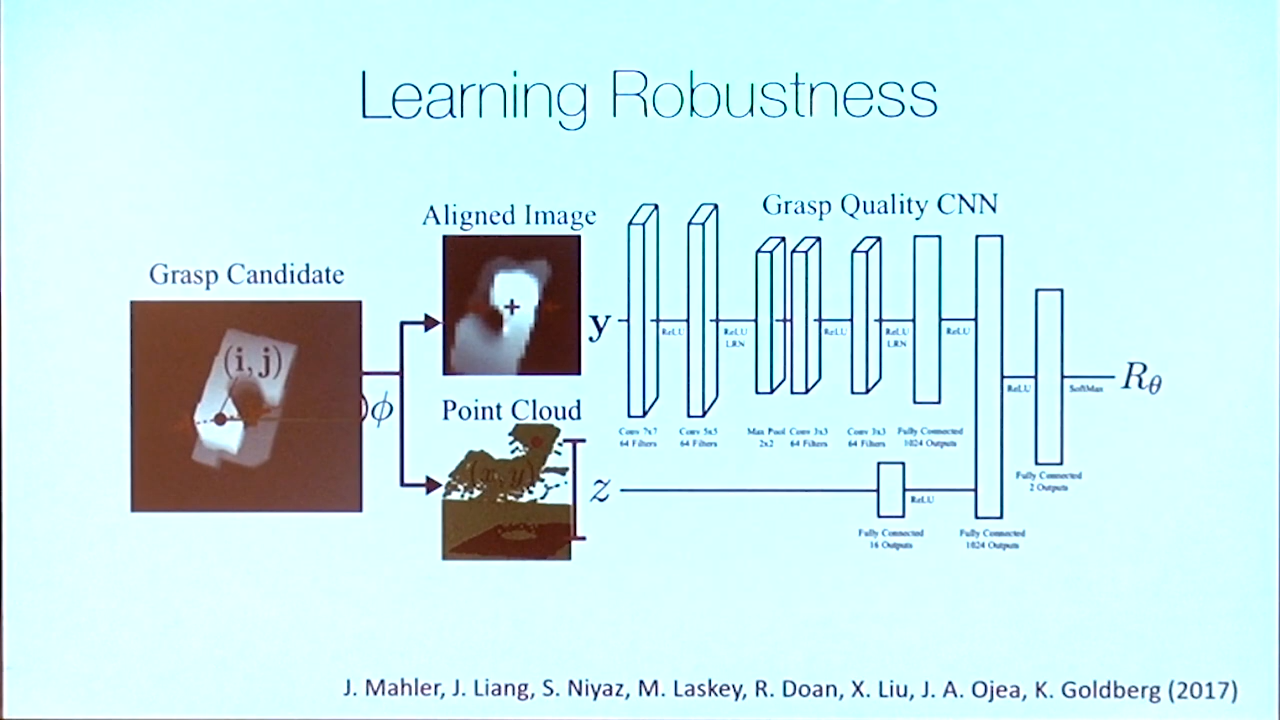 Learning Robustness
Aligned Image
Grasp Quality CNN
Grasp Candidate
(i, j)
ϕ
y
ReLU
ReLU
LRN
ReLU
ReLU
LRN
ReLU
ReLU
SoftMax
R_θ
Point Cloud
(x, y)
z
Conv 7x7
64 Filters
Conv 5x5
64 Filters
Max Pool
2x2
Conv 3x3
64 Filters
Conv 3x3
64 Filters
Fully Connected
1024 Outputs
Fully Connected
2 Outputs
ReLU
Fully Connected
16 Outputs
Fully Connected
1024 Outputs
J. Mahler, J. Liang, S. Niyaz, M. Laskey, R. Doan, X. Liu, J. A. Ojea, K. Goldberg (2017)